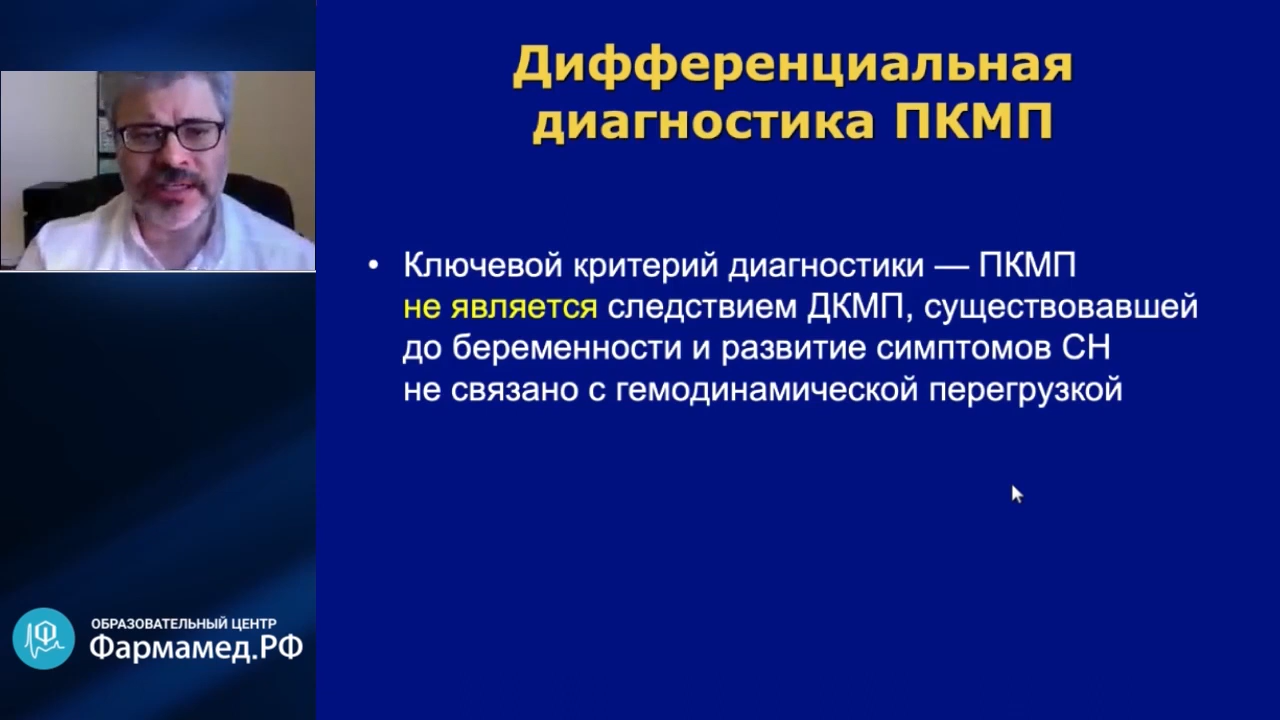 Дифференциальная
диагностика ПКМП
• Ключевой критерий диагностики — ПКМП
не является следствием ДКМП, существовавшей
до беременности и развитие симптомов СН
не связано с гемодинамической перегрузкой
ОБРАЗОВАТЕЛЬНЫЙ ЦЕНТР
Фармамед.РФ